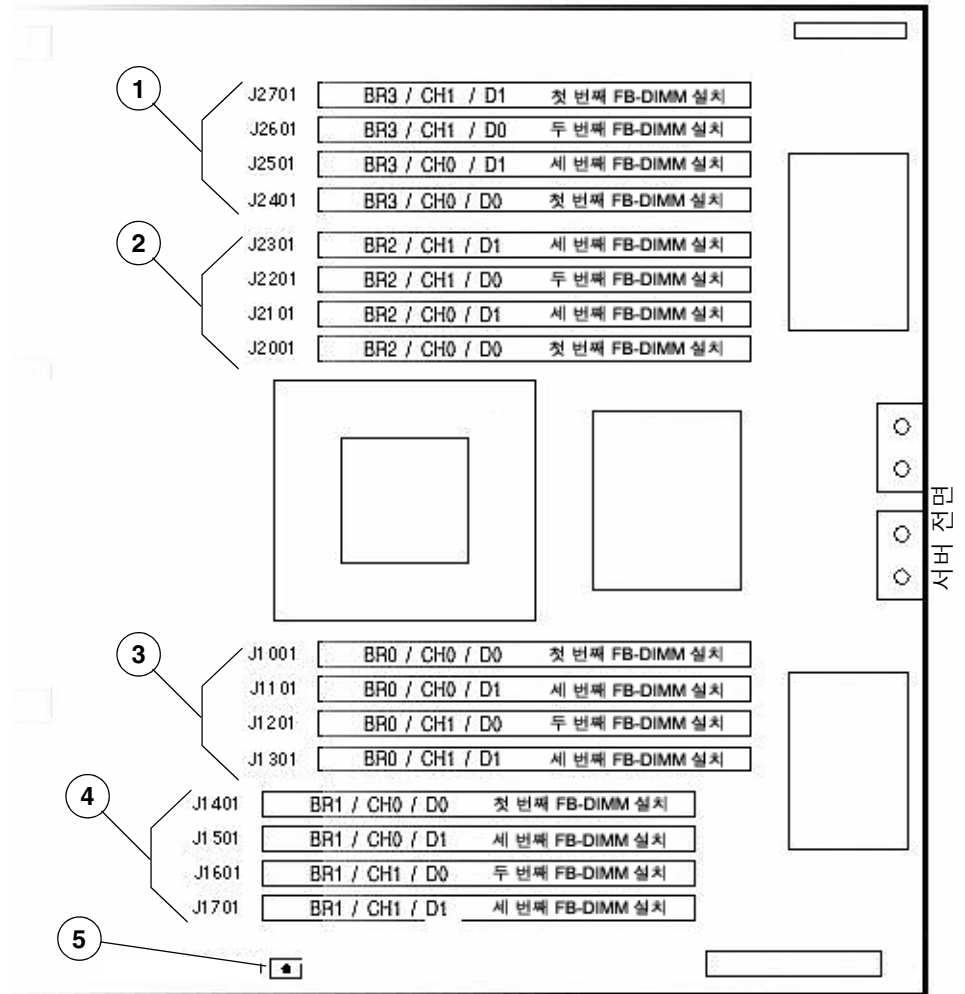 1
J2701 BR3 / CH1 / D1 첫 번째 FB-DIMM 설치
J2601 BR3 / CH1 / D0 두 번째 FB-DIMM 설치
J2501 BR3 / CH0 / D1 세 번째 FB-DIMM 설치
J2401 BR3 / CH0 / D0 첫 번째 FB-DIMM 설치
2
J2301 BR2 / CH1 / D1 세 번째 FB-DIMM 설치
J2201 BR2 / CH1 / D0 두 번째 FB-DIMM 설치
J2101 BR2 / CH0 / D1 세 번째 FB-DIMM 설치
J2001 BR2 / CH0 / D0 첫 번째 FB-DIMM 설치
서버 전면
3
J1001 BR0 / CH0 / D0 첫 번째 FB-DIMM 설치
J1101 BR0 / CH0 / D1 세 번째 FB-DIMM 설치
J1201 BR0 / CH1 / D0 두 번째 FB-DIMM 설치
J1301 BR0 / CH1 / D1 세 번째 FB-DIMM 설치
4
J1401 BR1 / CH0 / D0 첫 번째 FB-DIMM 설치
J1501 BR1 / CH0 / D1 세 번째 FB-DIMM 설치
J1601 BR1 / CH1 / D0 두 번째 FB-DIMM 설치
J1701 BR1 / CH1 / D1 세 번째 FB-DIMM 설치
5